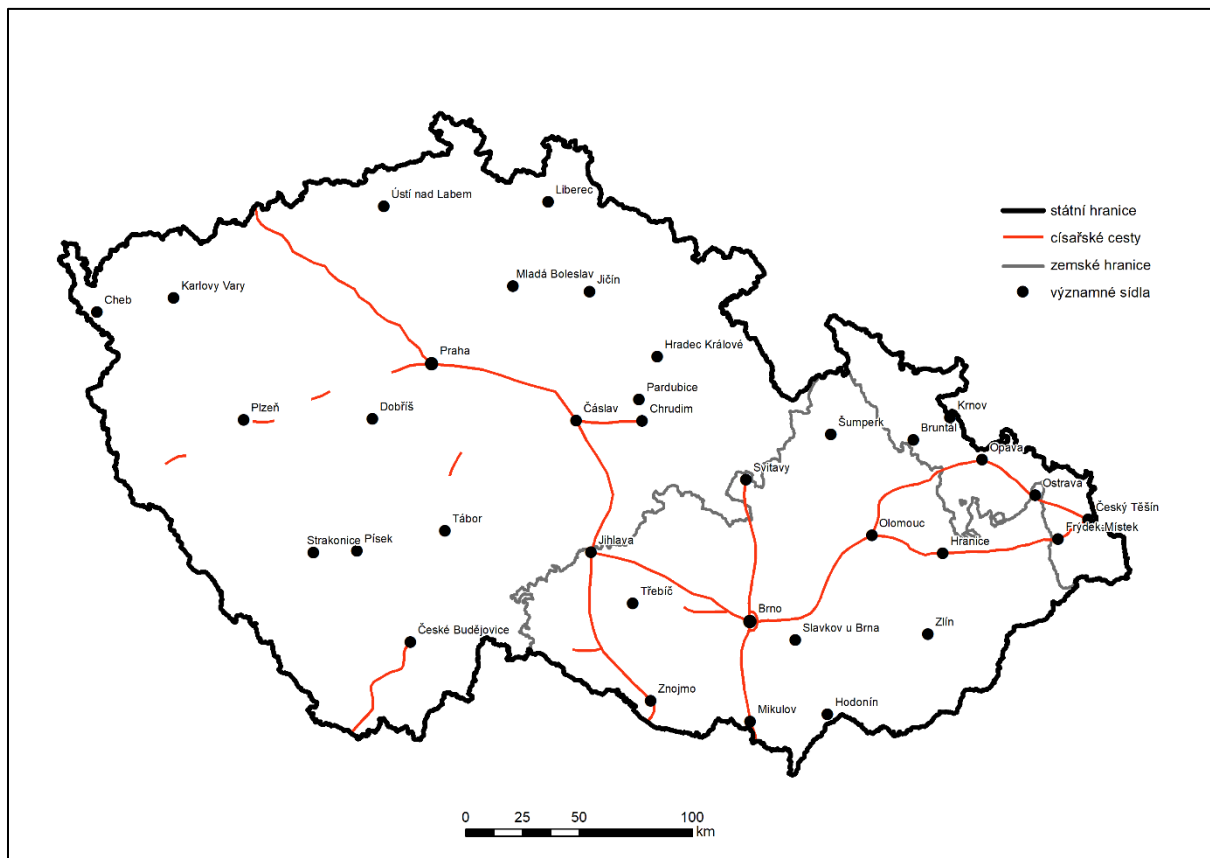 Ústí nad Labem
Liberec
státní hranice
císařské cesty
zemské hranice
významné sídla
Mladá Boleslav
Jičín
Karlovy Vary
Cheb
Hradec Králové
Praha
Pardubice
Plzeň
Dobříš
Čáslav
Chrudim
Krnov
Šumperk
Bruntál
Opava
Svitavy
Ostrava
Český Těšín
Tábor
Olomouc
Frýdek-Místek
Strakonice
Písek
Jihlava
Hranice
Třebíč
Brno
České Budějovice
Slavkov u Brna
Zlín
Znojmo
Mikulov
Hodonín
0 25 50 100
km